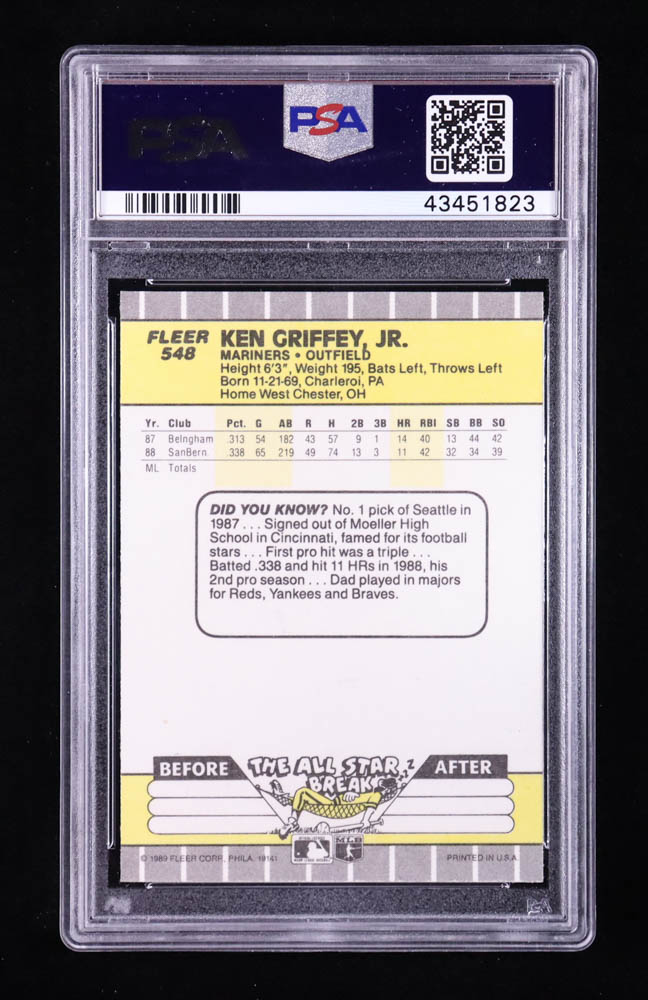 PSA
PSA
43451823
FLEER
548
KEN GRIFFEY, JR.
MARINERS • OUTFIELD
Height 6'3", Weight 195, Bats Left, Throws Left
Born 11-21-69, Charleroi, PA
Home West Chester, OH
Yr. Club Pct. G AB R H 2B 3B HR RBI SB BB SO
87 Belngham .313 54 182 43 57 9 1 14 40 13 44 42
88 SanBern .338 65 219 49 74 13 3 11 42 32 34 39
ML Totals
DID YOU KNOW? No. 1 pick of Seattle in
1987 . . . Signed out of Moeller High
School in Cincinnati, famed for its football
stars . . . First pro hit was a triple . . .
Batted .338 and hit 11 HRs in 1988, his
2nd pro season . . . Dad played in majors
for Reds, Yankees and Braves.
BEFORE THE ALL STAR BREAK AFTER
© 1989 FLEER CORP., PHILA. 19141
MLB
PRINTED IN U.S.A.